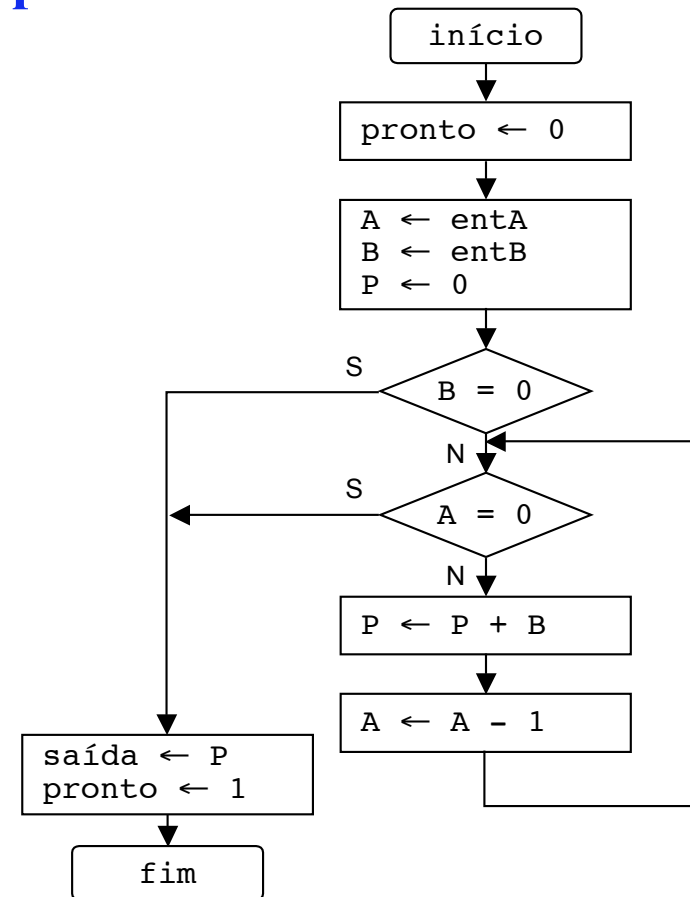 início
pronto ← 0
A ← entA
B ← entB
P ← 0
S
B = 0
N
S
A = 0
N
P ← P + B
A ← A - 1
saída ← P
pronto ← 1
fim